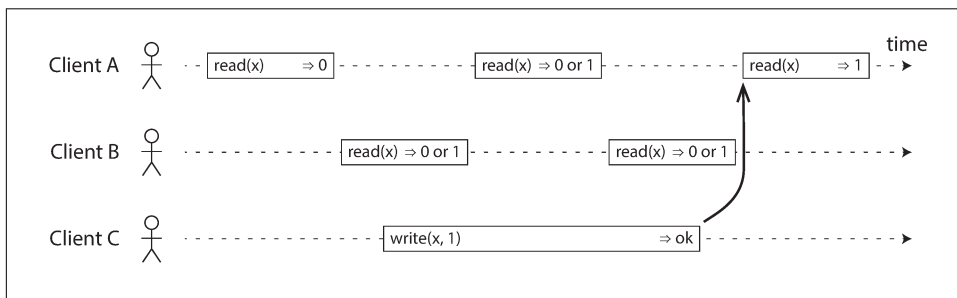 time
Client A read(x) ⇒ 0 read(x) ⇒ 0 or 1 read(x) ⇒ 1
Client B read(x) ⇒ 0 or 1 read(x) ⇒ 0 or 1
Client C write(x, 1) ⇒ ok